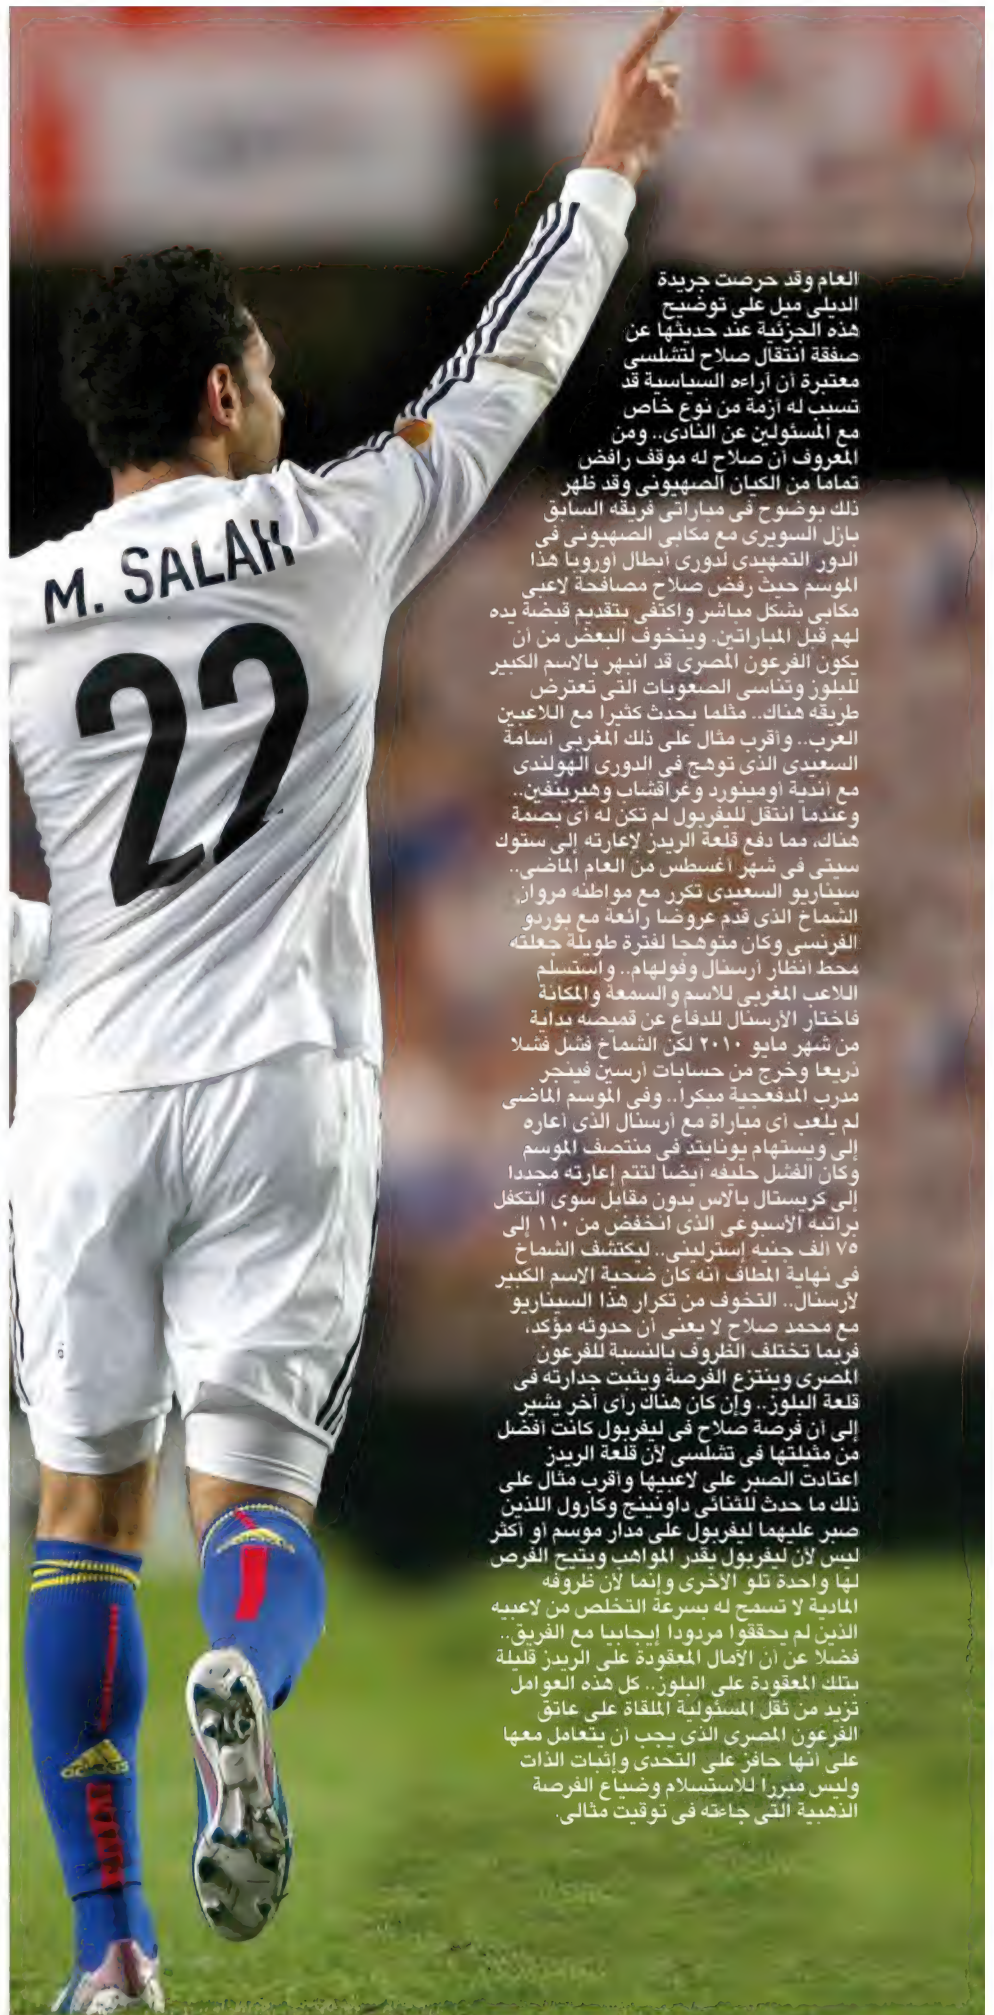 M. SALAH
22
العام وقد حرصت جريدة
الديلى ميل على توضيح
هذه الجزئية عند حديثها عن
صفقة انتقال صلاح لتشلسى
معتبرة أن آراءه السياسية قد
تسبب له أزمة من نوع خاص
مع المسئولين عن النادى.. ومن
المعروف أن صلاح له موقف رافض
تماما من الكيان الصهيونى وقد ظهر
ذلك بوضوح فى مباراتى فريقه السابق
بازل السويرى مع مكابى الصهيونى فى
الدور التمهيدى لدورى أبطال أوروبا هذا
الموسم حيث رفض صلاح مصافحة لاعبى
مكابى بشكل مباشر واكتفى بتقديم قبضة يده
لهم قبل المباراتين. ويتخوف البعض من أن
يكون الفرعون المصرى قد انبهر بالاسم الكبير
للبلوز وتناسى الصعوبات التى تعترض
طريقه هناك.. مثلما يحدث كثيرا مع اللاعبين
العرب.. وأقرب مثال على ذلك المغربى أسامة
السعيدى الذى توهج فى الدورى الهولندى
مع أندية أومينورد وغرافشاب وهيرينفين..
وعندما انتقل لليفربول لم تكن له أى بصمة
هناك، مما دفع قلعة الريدز لإعارته إلى ستوك
سيتى فى شهر أغسطس من العام الماضى..
سيناريو السعيدى تكرر مع مواطنه مروان
الشماخ الذى قدم عروضا رائعة مع بوردو
الفرنسى وكان متوهجا لفترة طويلة جعلته
محط أنظار أرسنال وفولهام.. واستسلم
اللاعب المغربى للاسم والسمعة والمكانة
فاختار الأرسنال للدفاع عن قميصه بداية
من شهر مايو ٢٠١٠ لكن الشماخ فشل فشلا
ذريعا وخرج من حسابات أرسين فينجر
مدرب المدفعجية مبكرا.. وفى الموسم الماضى
لم يلعب أى مباراة مع أرسنال الذى أعاره
إلى ويستهام يونايتد فى منتصف الموسم
وكان الفشل حليفه أيضا لتتم إعارته مجددا
إلى كريستال بالاس بدون مقابل سوى التكفل
براتبه الأسبوعى الذى انخفض من ١١٠ إلى
٧٥ ألف جنيه إسترلينى.. ليكتشف الشماخ
فى نهاية المطاف أنه كان ضحية الاسم الكبير
لأرسنال.. التخوف من تكرار هذا السيناريو
مع محمد صلاح لا يعنى أن حدوثه مؤكد،
فربما تختلف الظروف بالنسبة للفرعون
المصرى وينتزع الفرصة ويثبت جدارته فى
قلعة البلوز.. وإن كان هناك رأى آخر يشير
إلى أن فرصة صلاح فى ليفربول كانت أفضل
من مثيلتها فى تشلسى لأن قلعة الريدز
اعتادت الصبر على لاعبيها وأقرب مثال على
ذلك ما حدث للثنائى داونينج وكارول اللذين
صبر عليهما ليفربول على مدار موسم أو أكثر
ليس لأن ليفربول يقدر المواهب ويتيح الفرص
لها واحدة تلو الأخرى وإنما لأن ظروفه
المادية لا تسمح له بسرعة التخلص من لاعبيه
الذين لم يحققوا مردودا إيجابيا مع الفريق..
فضلا عن أن الآمال المعقودة على الريدز قليلة
بتلك المعقودة على البلوز.. كل هذه العوامل
تزيد من ثقل المسئولية الملقاة على عاتق
الفرعون المصرى الذى يجب أن يتعامل معها
على أنها حافز على التحدى وإثبات الذات
وليس مبررا للاستسلام وضياع الفرصة
الذهبية التى جاءته فى توقيت مثالى.
adidas